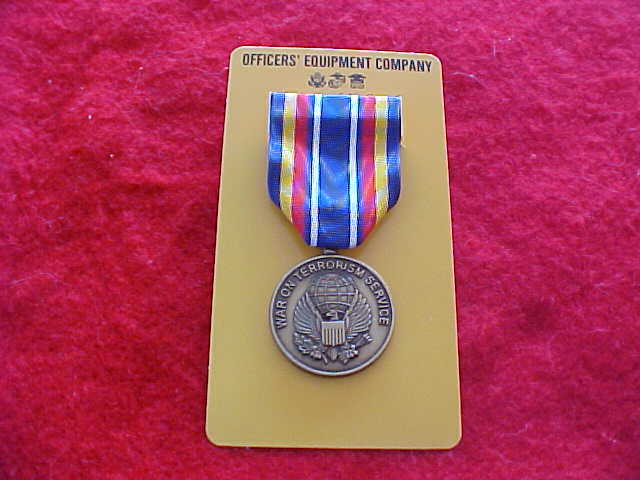 OFFICERS' EQUIPMENT COMPANY
WAR ON TERRORISM SERVICE